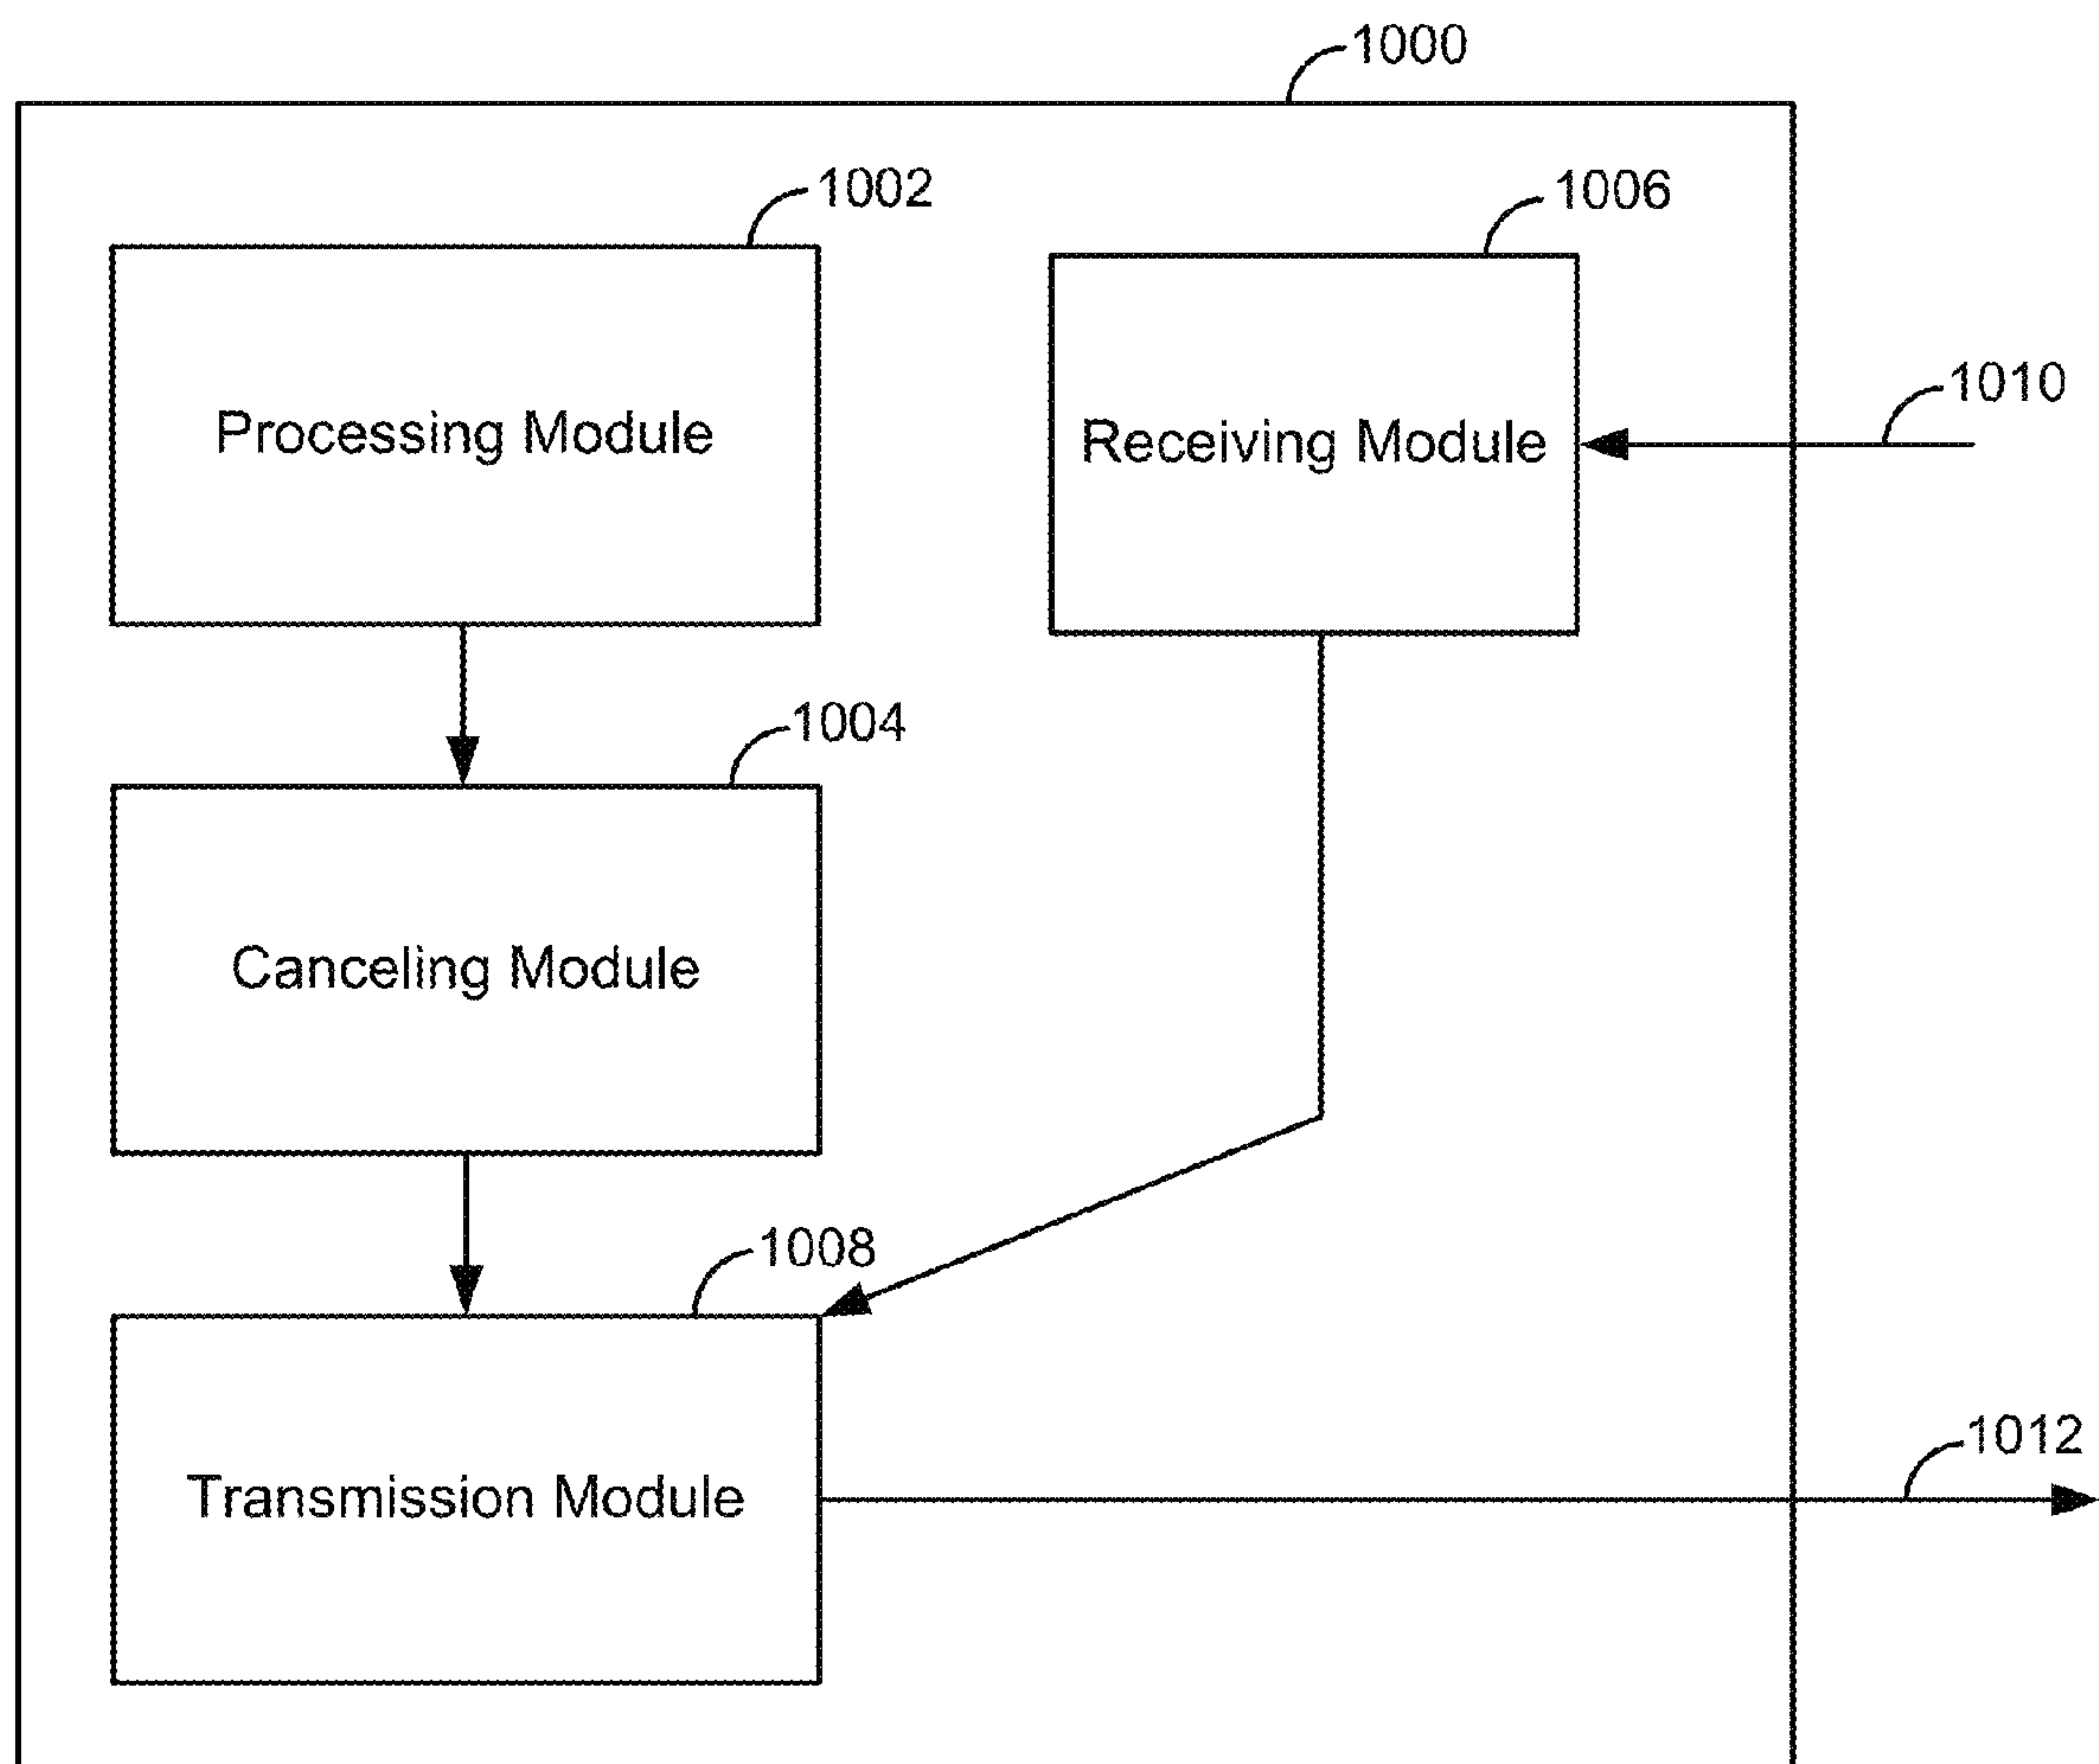 1000
1002
1006
Processing Module
Receiving Module
1010
1004
Canceling Module
1008
Transmission Module
1012